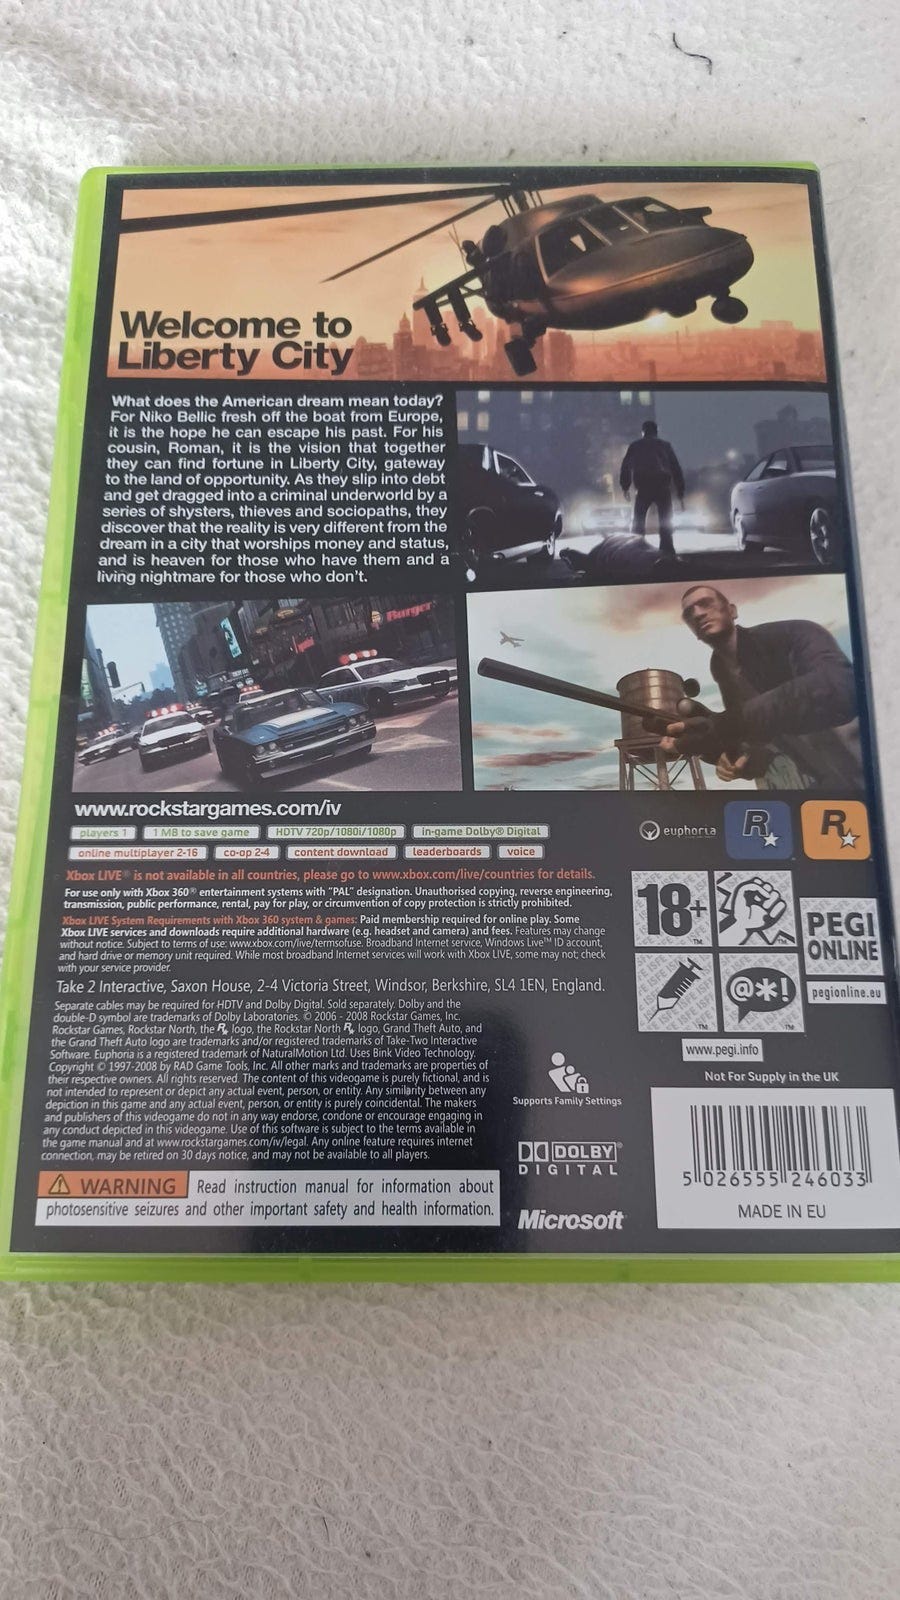 Welcome to
Liberty City
What does the American dream mean today?
For Niko Bellic fresh off the boat from Europe,
it is the hope he can escape his past. For his
cousin, Roman, it is the vision that together
they can find fortune in Liberty City, gateway
to the land of opportunity. As they slip into debt
and get dragged into a criminal underworld by a
series of shysters, thieves and sociopaths, they
discover that the reality is very different from the
dream in a city that worships money and status,
and is heaven for those who have them and a
living nightmare for those who don't.
Burger
www.rockstargames.com/iv
players 1 1 MB to save game HDTV 720p/1080i/1080p in-game Dolby® Digital
online multiplayer 2-16 co-op 2-4 content download leaderboards voice
euphoria
R
R
Xbox LIVE® is not available in all countries, please go to www.xbox.com/live/countries for details.
For use only with Xbox 360® entertainment systems with "PAL" designation. Unauthorised copying, reverse engineering,
transmission, public performance, rental, pay for play, or circumvention of copy protection is strictly prohibited.
Xbox LIVE System Requirements with Xbox 360 system & games: Paid membership required for online play. Some
Xbox LIVE services and downloads require additional hardware (e.g. headset and camera) and fees. Features may change
without notice. Subject to terms of use: www.xbox.com/live/termsofuse. Broadband Internet service, Windows Live™ ID account,
and hard drive or memory unit required. While most broadband Internet services will work with Xbox LIVE, some may not; check
with your service provider.
Take 2 Interactive, Saxon House, 2-4 Victoria Street, Windsor, Berkshire, SL4 1EN, England.
Separate cables may be required for HDTV and Dolby Digital. Sold separately. Dolby and the
double-D symbol are trademarks of Dolby Laboratories. © 2006 - 2008 Rockstar Games, Inc.
Rockstar Games, Rockstar North, the R logo, the Rockstar North R logo, Grand Theft Auto, and
the Grand Theft Auto logo are trademarks and/or registered trademarks of Take-Two Interactive
Software. Euphoria is a registered trademark of NaturalMotion Ltd. Uses Bink Video Technology.
Copyright © 1997-2008 by RAD Game Tools, Inc. All other marks and trademarks are properties of
their respective owners. All rights reserved. The content of this videogame is purely fictional, and is
not intended to represent or depict any actual event, person, or entity. Any similarity between any
depiction in this game and any actual event, person, or entity is purely coincidental. The makers
and publishers of this videogame do not in any way endorse, condone or encourage engaging in
any conduct depicted in this videogame. Use of this software is subject to the terms available in
the game manual and at www.rockstargames.com/iv/legal. Any online feature requires internet
connection, may be retired on 30 days notice, and may not be available to all players.
WARNING Read instruction manual for information about
photosensitive seizures and other important safety and health information.
18+
™
™
@*!
™
™
PEGI
ONLINE
pegionline.eu
www.pegi.info
Not For Supply in the UK
Supports Family Settings
DOLBY®
DIGITAL
Microsoft
5 026555 246033
MADE IN EU